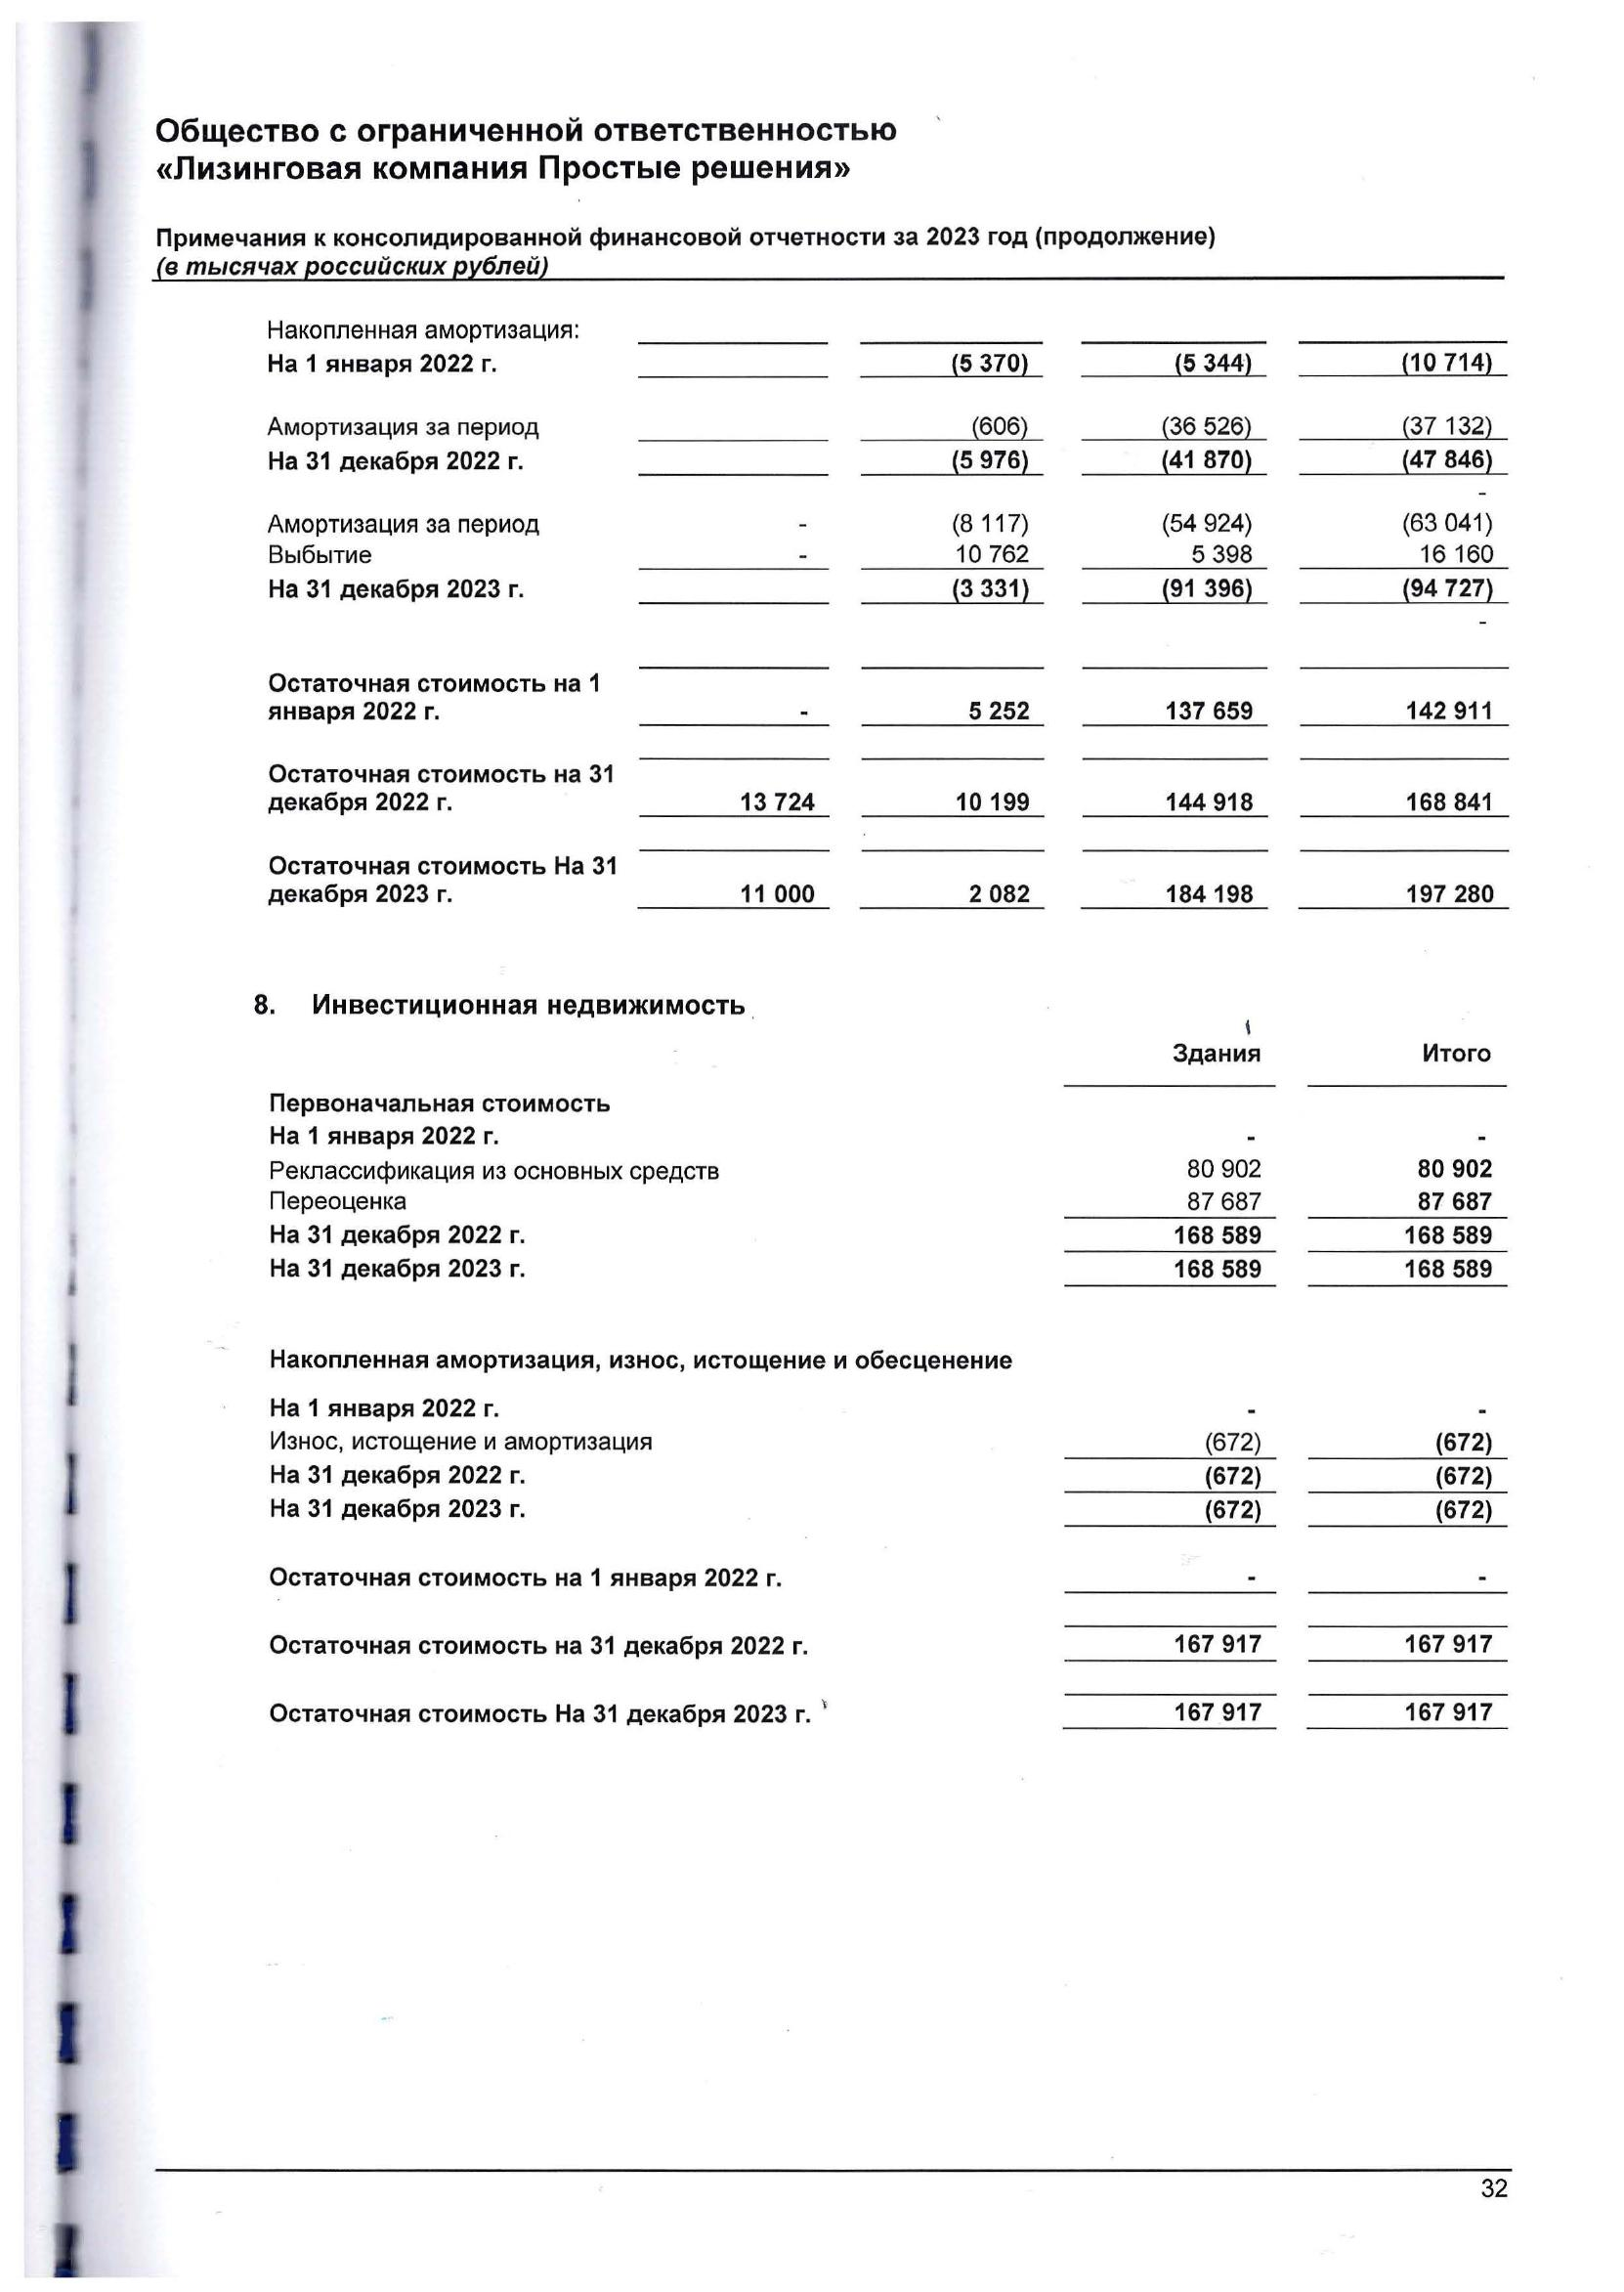 Общество с ограниченной ответственностью
«Лизинговая компания Простые решения»
Примечания к консолидированной финансовой отчетности за 2023 год (продолжение)
(в тысячах российских рублей)
Накопленная амортизация:
На 1 января 2022 г. (5 370) (5 344) (10 714)
Амортизация за период (606) (36 526) (37 132)
На 31 декабря 2022 г. (5 976) (41 870) (47 846)
-
Амортизация за период - (8 117) (54 924) (63 041)
Выбытие - 10 762 5 398 16 160
На 31 декабря 2023 г. (3 331) (91 396) (94 727)
-
Остаточная стоимость на 1
января 2022 г. - 5 252 137 659 142 911
Остаточная стоимость на 31
декабря 2022 г. 13 724 10 199 144 918 168 841
Остаточная стоимость На 31
декабря 2023 г. 11 000 2 082 184 198 197 280
8. Инвестиционная недвижимость
Здания Итого
Первоначальная стоимость
На 1 января 2022 г. - -
Реклассификация из основных средств 80 902 80 902
Переоценка 87 687 87 687
На 31 декабря 2022 г. 168 589 168 589
На 31 декабря 2023 г. 168 589 168 589
Накопленная амортизация, износ, истощение и обесценение
На 1 января 2022 г. - -
Износ, истощение и амортизация (672) (672)
На 31 декабря 2022 г. (672) (672)
На 31 декабря 2023 г. (672) (672)
Остаточная стоимость на 1 января 2022 г. - -
Остаточная стоимость на 31 декабря 2022 г. 167 917 167 917
Остаточная стоимость На 31 декабря 2023 г. 167 917 167 917
32